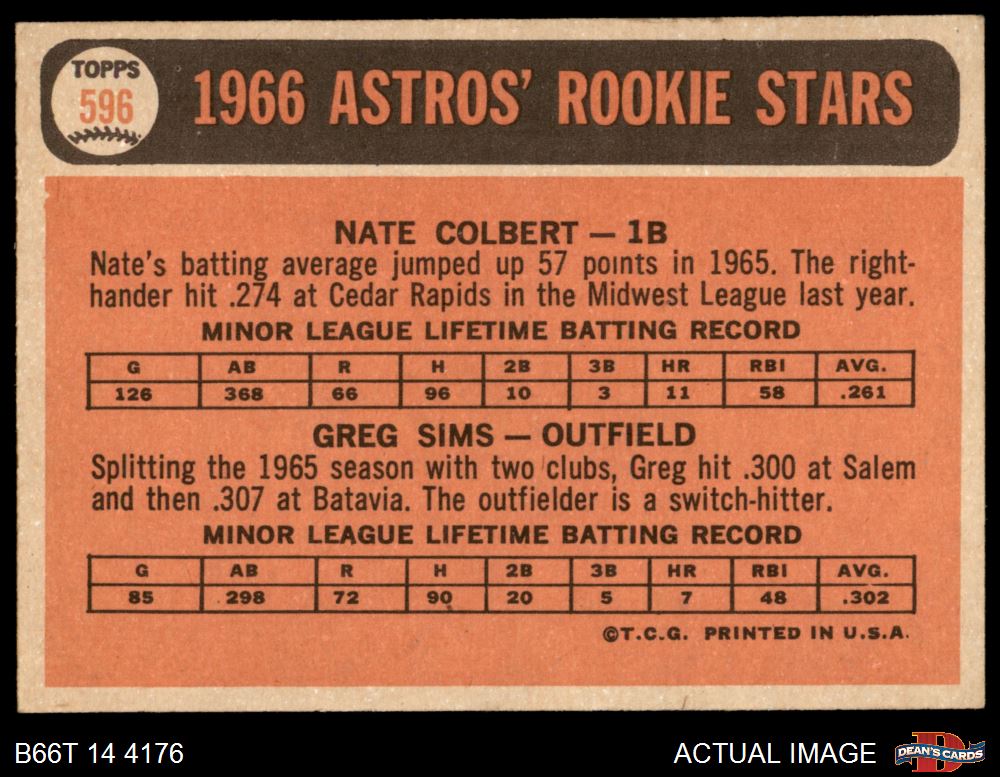 TOPPS
596
1966 ASTROS' ROOKIE STARS
NATE COLBERT — 1B
Nate's batting average jumped up 57 points in 1965. The right-
hander hit .274 at Cedar Rapids in the Midwest League last year.
MINOR LEAGUE LIFETIME BATTING RECORD
G AB R H 2B 3B HR RBI AVG.
126 368 66 96 10 3 11 58 .261
GREG SIMS — OUTFIELD
Splitting the 1965 season with two clubs, Greg hit .300 at Salem
and then .307 at Batavia. The outfielder is a switch-hitter.
MINOR LEAGUE LIFETIME BATTING RECORD
G AB R H 2B 3B HR RBI AVG.
85 298 72 90 20 5 7 48 .302
©T.C.G. PRINTED IN U.S.A.
B66T 14 4176
ACTUAL IMAGE
D
DEAN'S CARDS